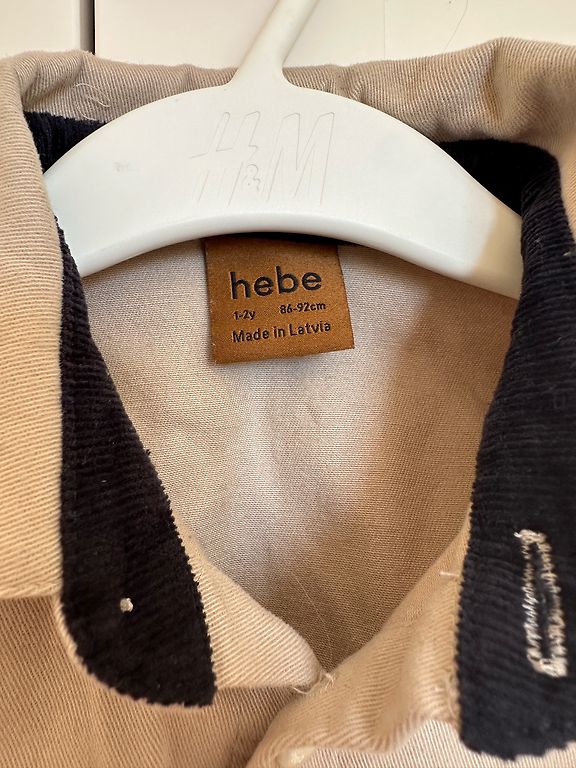 H&M
hebe
1-2y 86-92cm
Made in Latvia